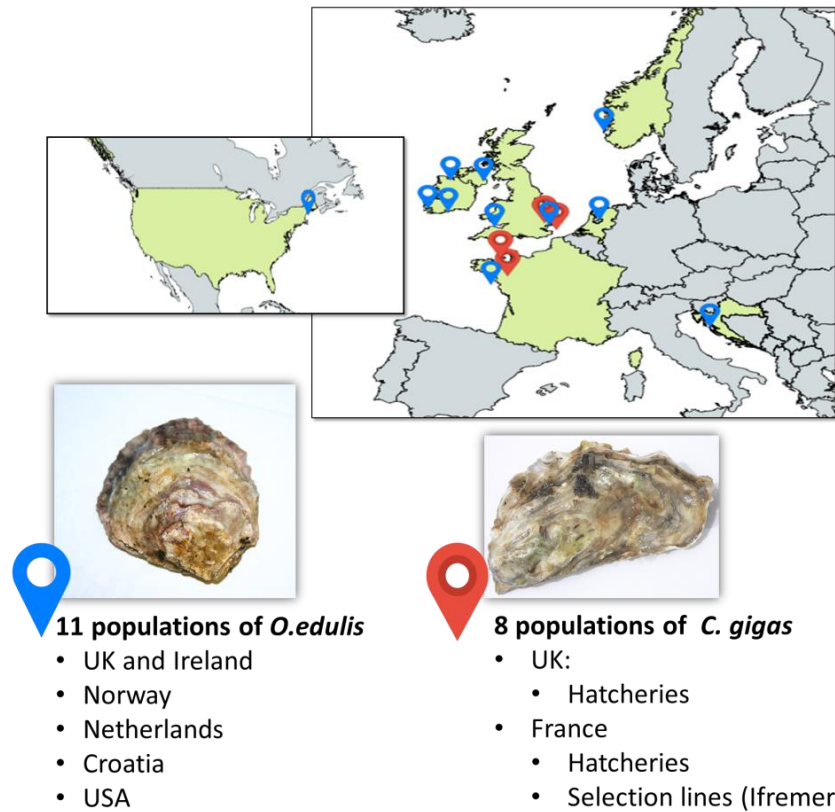 11 populations of O.edulis
• UK and Ireland
• Norway
• Netherlands
• Croatia
• USA
8 populations of C. gigas
• UK:
• Hatcheries
• France
• Hatcheries
• Selection lines (Ifremer